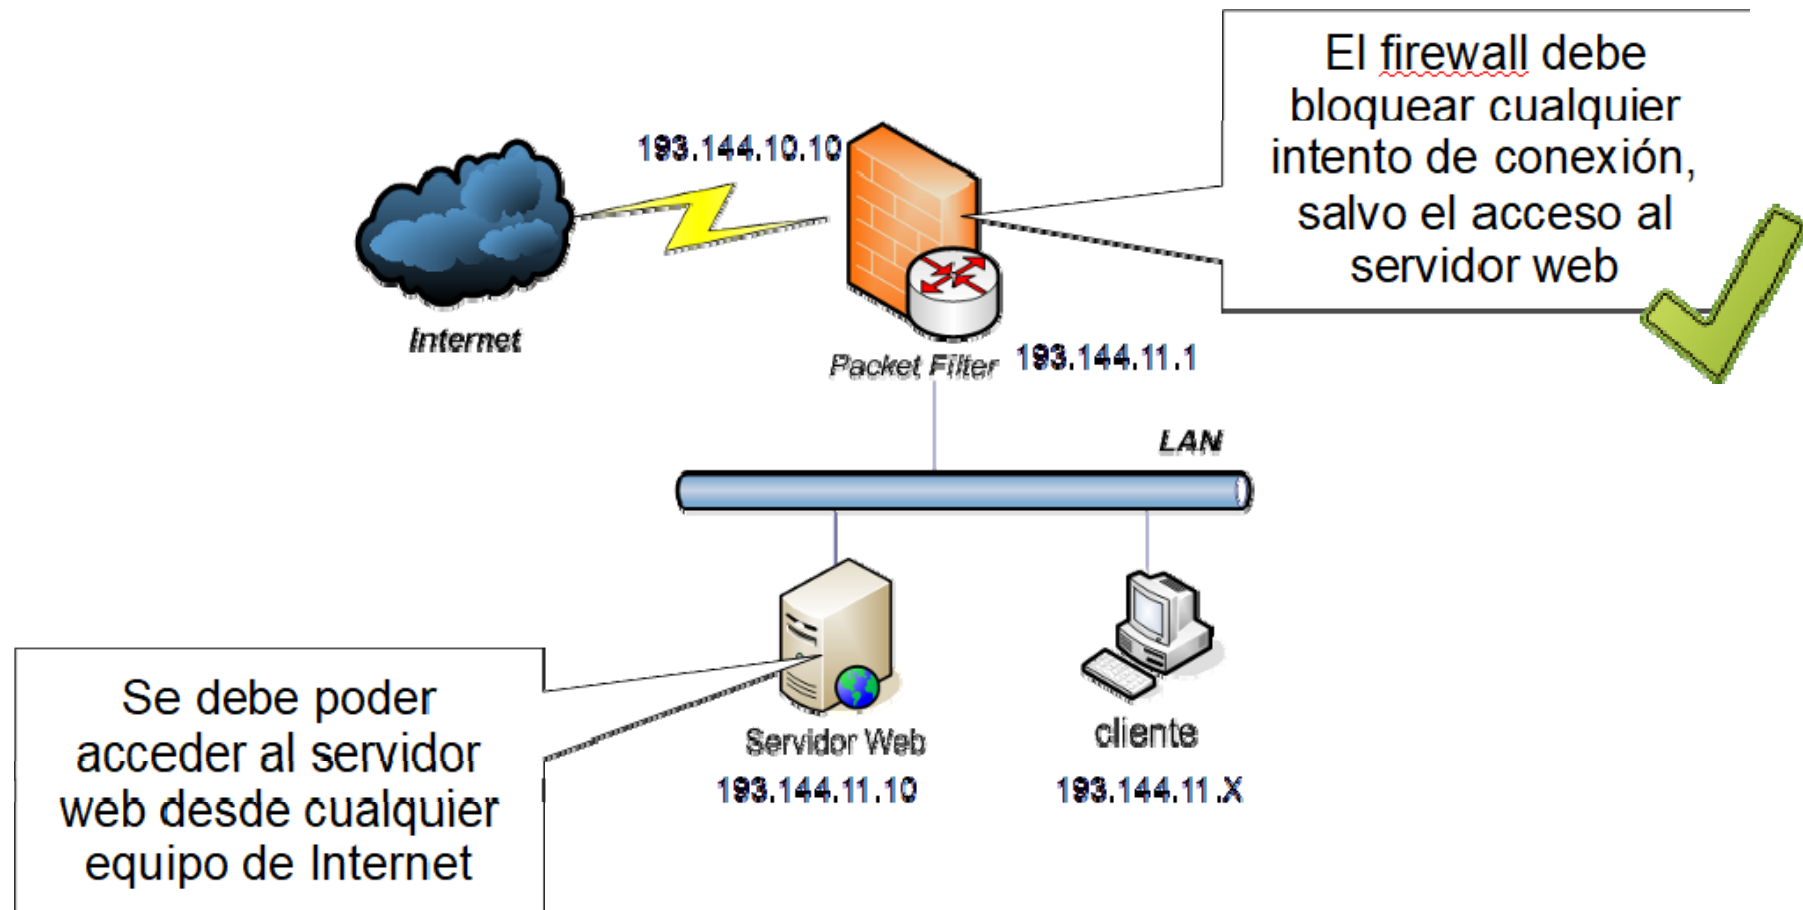 El firewall debe
bloquear cualquier
intento de conexión,
salvo el acceso al
servidor web
193.144.10.10
Internet
Packet Filter
193.144.11.1
LAN
Se debe poder
acceder al servidor
web desde cualquier
equipo de Internet
Servidor Web
193.144.11.10
cliente
193.144.11.X